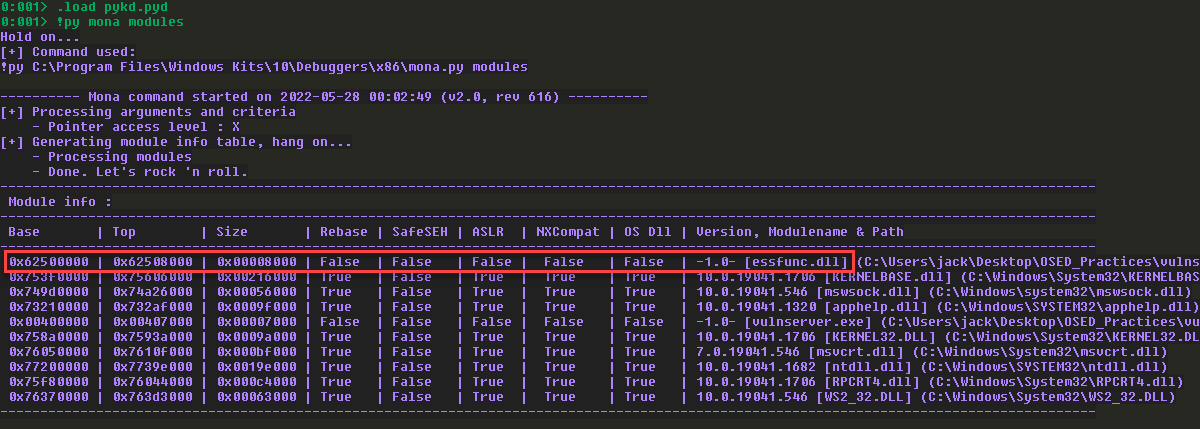 0:001> .load pykd.pyd
0:001> !py mona modules
Hold on...
[+] Command used:
!py C:\Program Files\Windows Kits\10\Debuggers\x86\mona.py modules
---------- Mona command started on 2022-05-28 00:02:49 (v2.0, rev 616) ----------
[+] Processing arguments and criteria
    - Pointer access level : X
[+] Generating module info table, hang on...
    - Processing modules
    - Done. Let's rock 'n roll.
Module info :
Base | Top | Size | Rebase | SafeSEH | ASLR | NXCompat | OS Dll | Version, Modulename & Path
0x62500000 | 0x62508000 | 0x00008000 | False | False | False | False | False | -1.0- [essfunc.dll] (C:\Users\jack\Desktop\OSED_Practices\vulns
0x753f0000 | 0x75606000 | 0x00216000 | True | False | True | True | True | 10.0.19041.1706 [KERNELBASE.dll] (C:\Windows\System32\KERNELBAS
0x749d0000 | 0x74a26000 | 0x00056000 | True | False | True | True | True | 10.0.19041.546 [mswsock.dll] (C:\Windows\system32\mswsock.dll)
0x73210000 | 0x732af000 | 0x0009f000 | True | False | True | True | True | 10.0.19041.1320 [apphelp.dll] (C:\Windows\SYSTEM32\apphelp.dll)
0x00400000 | 0x00407000 | 0x00007000 | False | False | False | False | False | -1.0- [vulnserver.exe] (C:\Users\jack\Desktop\OSED_Practices\vu
0x758a0000 | 0x7593a000 | 0x0009a000 | True | False | True | True | True | 10.0.19041.1706 [KERNEL32.DLL] (C:\Windows\System32\KERNEL32.DL
0x76050000 | 0x7610f000 | 0x000bf000 | True | False | True | True | True | 7.0.19041.546 [msvcrt.dll] (C:\Windows\System32\msvcrt.dll)
0x77200000 | 0x7739e000 | 0x0019e000 | True | False | True | True | True | 10.0.19041.1682 [ntdll.dll] (C:\Windows\SYSTEM32\ntdll.dll)
0x75f80000 | 0x76044000 | 0x000c4000 | True | False | True | True | True | 10.0.19041.1706 [RPCRT4.dll] (C:\Windows\System32\RPCRT4.dll)
0x76370000 | 0x763d3000 | 0x00063000 | True | False | True | True | True | 10.0.19041.546 [WS2_32.DLL] (C:\Windows\System32\WS2_32.DLL)